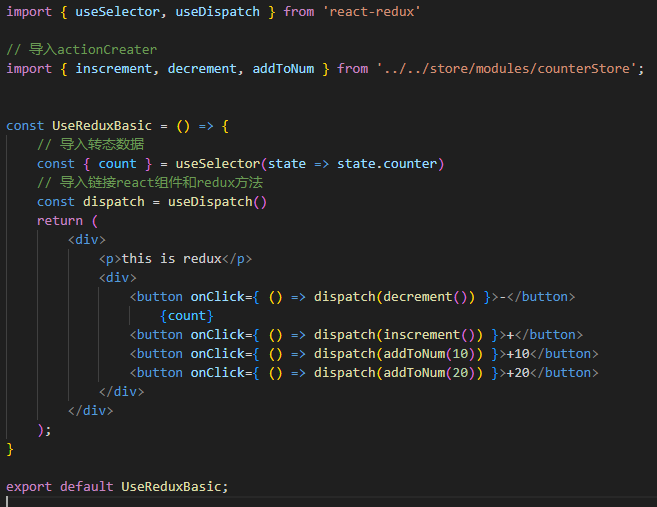 import { useSelector, useDispatch } from 'react-redux'
// 导入actionCreater
import { inscrement, decrement, addToNum } from '../../store/modules/counterStore';
const UseReduxBasic = () => {
// 导入转态数据
const { count } = useSelector(state => state.counter)
// 导入链接react组件和redux方法
const dispatch = useDispatch()
return (
<div>
<p>this is redux</p>
<div>
<button onClick={ () => dispatch(decrement()) }>-</button>
{count}
<button onClick={ () => dispatch(inscrement()) }>+</button>
<button onClick={ () => dispatch(addToNum(10)) }>+10</button>
<button onClick={ () => dispatch(addToNum(20)) }>+20</button>
</div>
</div>
);
}
export default UseReduxBasic;